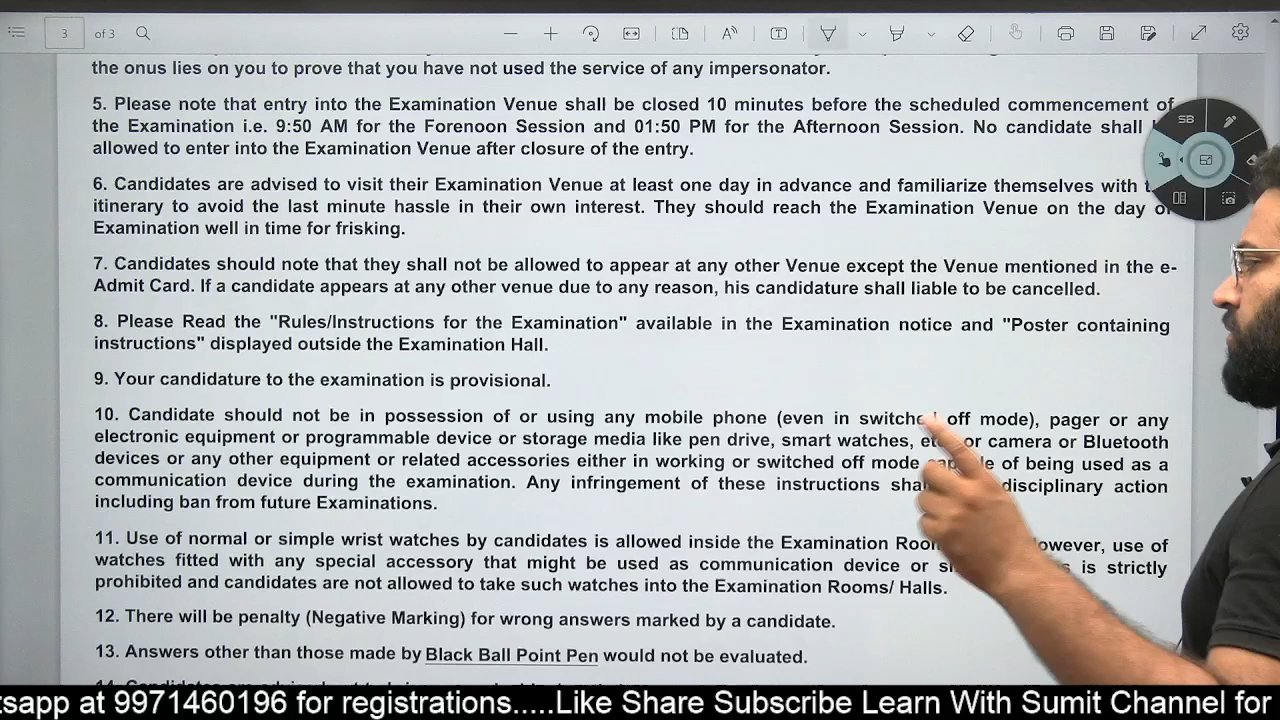 3 of 3
the onus lies on you to prove that you have not used the service of any impersonator.
5. Please note that entry into the Examination Venue shall be closed 10 minutes before the scheduled commencement of
the Examination i.e. 9:50 AM for the Forenoon Session and 01:50 PM for the Afternoon Session. No candidate shall
allowed to enter into the Examination Venue after closure of the entry.
6. Candidates are advised to visit their Examination Venue at least one day in advance and familiarize themselves with
itinerary to avoid the last minute hassle in their own interest. They should reach the Examination Venue on the day of
Examination well in time for frisking.
7. Candidates should note that they shall not be allowed to appear at any other Venue except the Venue mentioned in the e-
Admit Card. If a candidate appears at any other venue due to any reason, his candidature shall liable to be cancelled.
8. Please Read the "Rules/Instructions for the Examination" available in the Examination notice and "Poster containing
instructions" displayed outside the Examination Hall.
9. Your candidature to the examination is provisional.
10. Candidate should not be in possession of or using any mobile phone (even in switched off mode), pager or any
electronic equipment or programmable device or storage media like pen drive, smart watches, etc. or camera or Bluetooth
devices or any other equipment or related accessories either in working or switched off mode capable of being used as a
communication device during the examination. Any infringement of these instructions disciplinary action
including ban from future Examinations.
11. Use of normal or simple wrist watches by candidates is allowed inside the Examination However, use of
watches fitted with any special accessory that might be used as communication device or is strictly
prohibited and candidates are not allowed to take such watches into the Examination Rooms/ Halls.
12. There will be penalty (Negative Marking) for wrong answers marked by a candidate.
13. Answers other than those made by Black Ball Point Pen would not be evaluated.
SB
tsapp at 9971460196 for registrations.....Like Share Subscribe Learn With Sumit Channel for